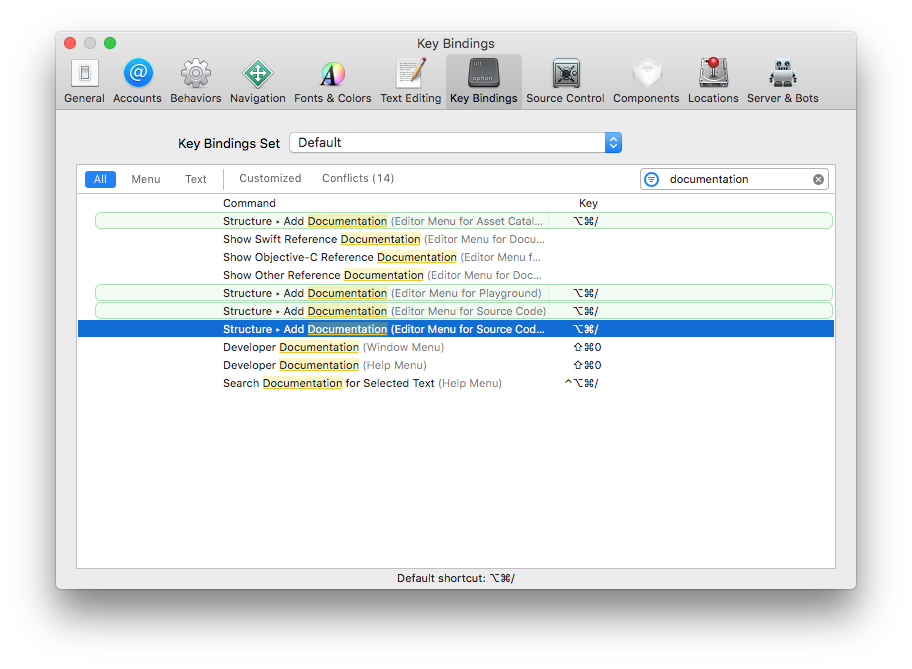 Key Bindings
General Accounts Behaviors Navigation Fonts & Colors Text Editing Key Bindings Source Control Components Locations Server & Bots
alt
option
Key Bindings Set Default
All Menu Text Customized Conflicts (14) documentation
Command Key
Structure ▸ Add Documentation (Editor Menu for Asset Catal... ⌥⌘/
Show Swift Reference Documentation (Editor Menu for Docu...
Show Objective-C Reference Documentation (Editor Menu f...
Show Other Reference Documentation (Editor Menu for Doc...
Structure ▸ Add Documentation (Editor Menu for Playground) ⌥⌘/
Structure ▸ Add Documentation (Editor Menu for Source Code) ⌥⌘/
Structure ▸ Add Documentation (Editor Menu for Source Cod... ⌥⌘/
Developer Documentation (Window Menu) ⇧⌘0
Developer Documentation (Help Menu) ⇧⌘0
Search Documentation for Selected Text (Help Menu) ^⌥⌘/
Default shortcut: ⌥⌘/